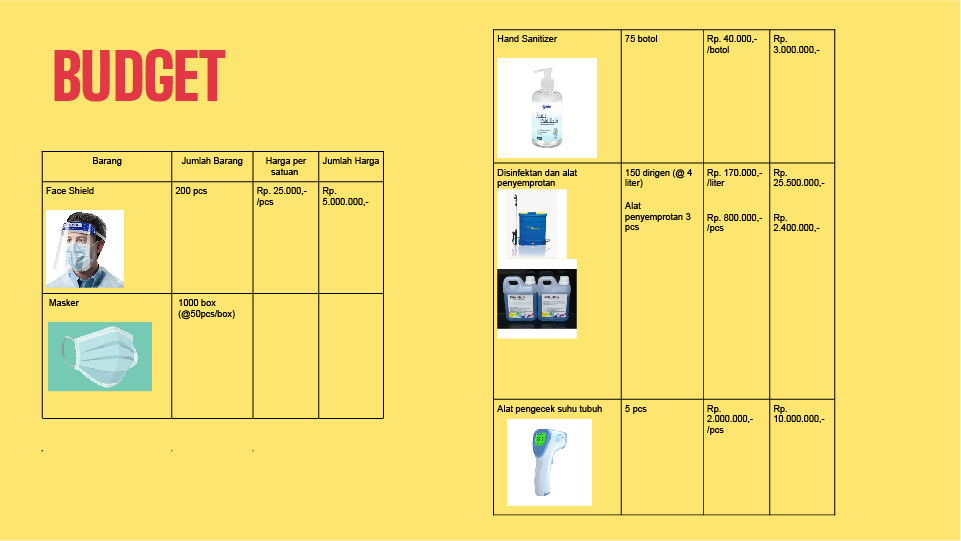 BUDGET
Barang
Jumlah Barang
Harga per
satuan
Jumlah Harga
Face Shield
200 pcs
Rp. 25.000,-
/pcs
Rp.
5.000.000,-
Masker
1000 box
(@50pcs/box)
Hand Sanitizer
75 botol
Rp. 40.000,-
/botol
Rp.
3.000.000,-
Disinfektan dan alat
penyemprotan
150 dirigen (@ 4
liter)
Alat
penyemprotan 3
pcs
Rp. 170.000,-
/liter
Rp. 800.000,-
/pcs
Rp.
25.500.000,-
Rp.
2.400.000,-
Alat pengecek suhu tubuh
5 pcs
Rp.
2.000.000,-
/pcs
Rp.
10.000.000,-